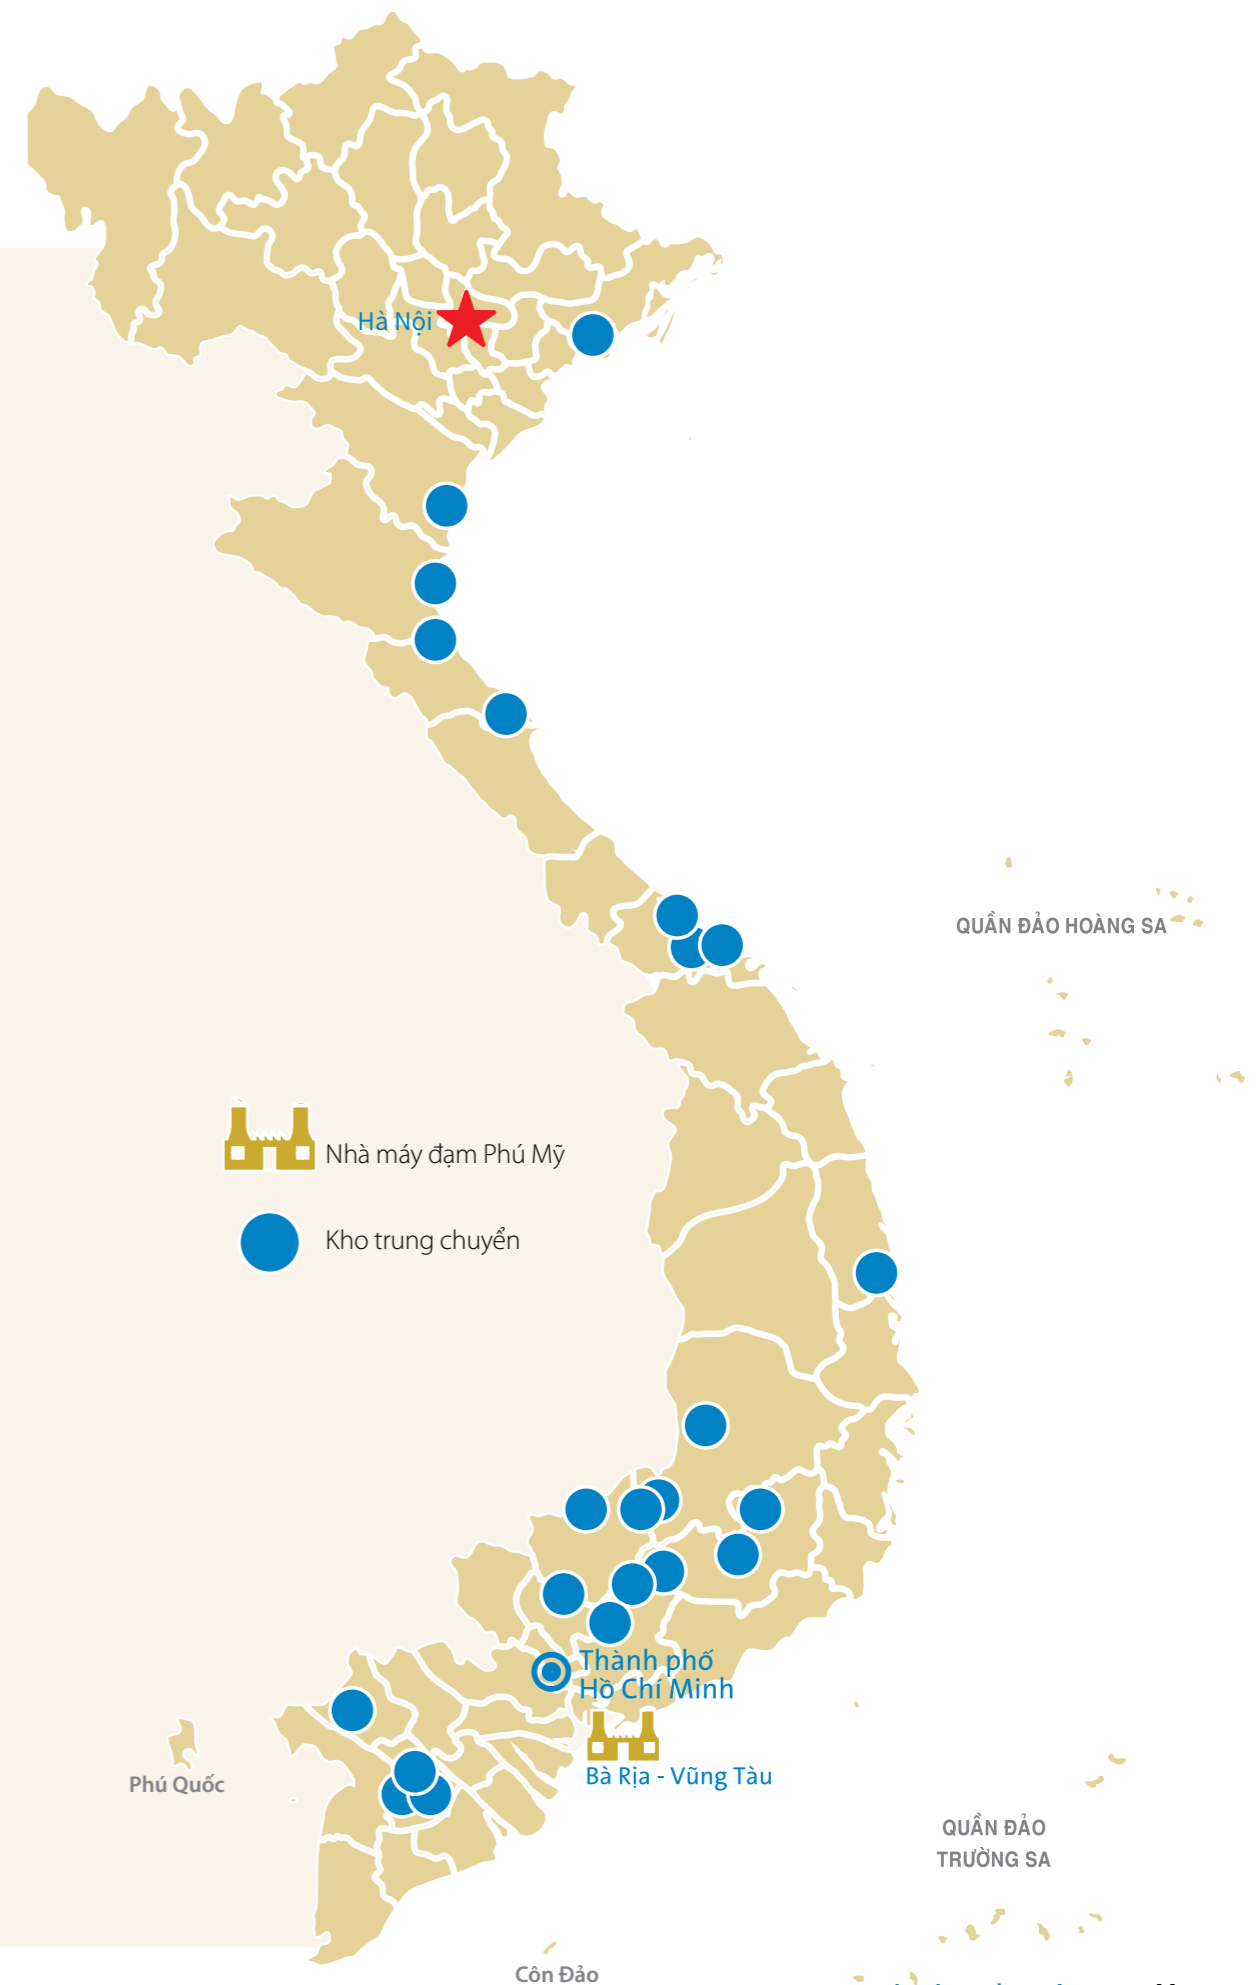 Hà Nội
QUẦN ĐẢO HOÀNG SA
Nhà máy đạm Phú Mỹ
Kho trung chuyển
Thành phố
Hồ Chí Minh
Bà Rịa - Vũng Tàu
Phú Quốc
QUẦN ĐẢO
TRƯỜNG SA
Côn Đảo